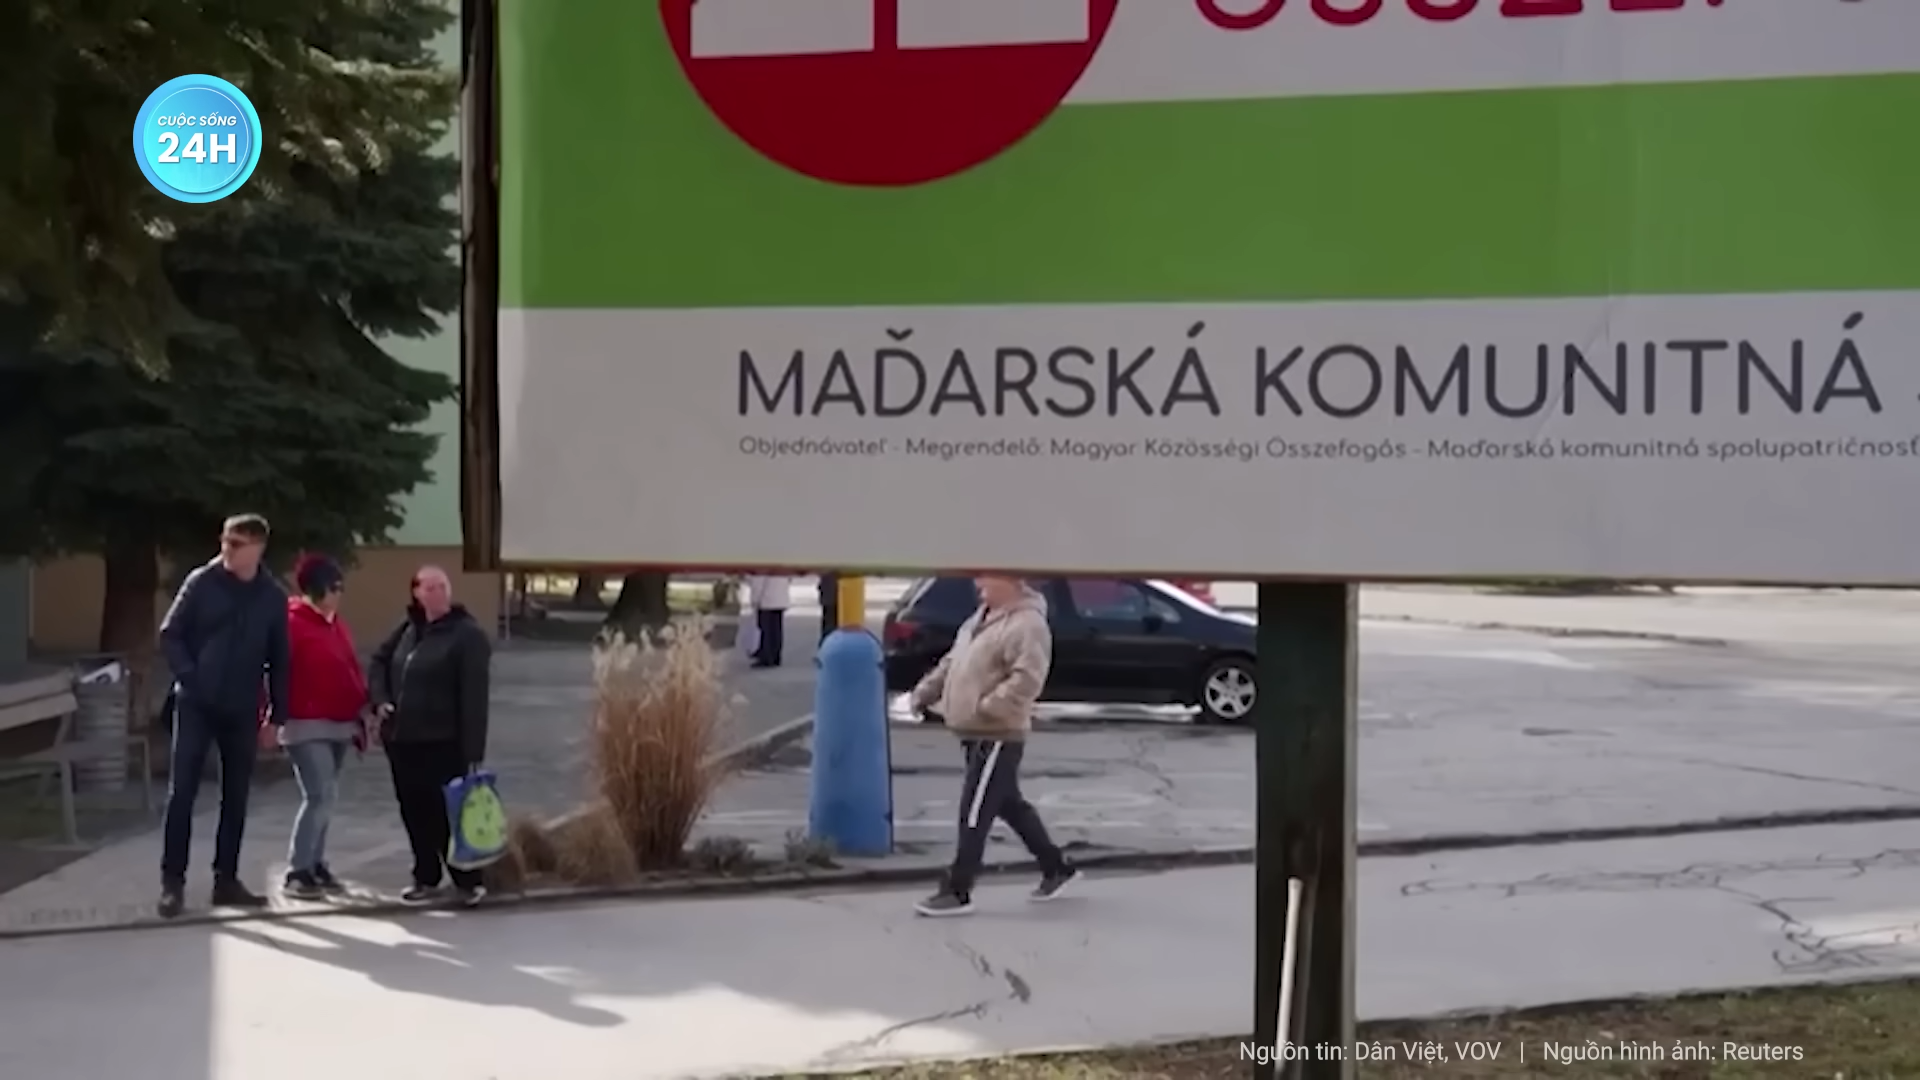 CUỘC SỐNG
24H
MAĎARSKÁ KOMUNITNÁ
Objednávateľ - Megrendelő: Magyar Közösségi Összefogás - Maďarská komunitná spolupatričnosť
Nguồn tin: Dân Việt, VOV | Nguồn hình ảnh: Reuters